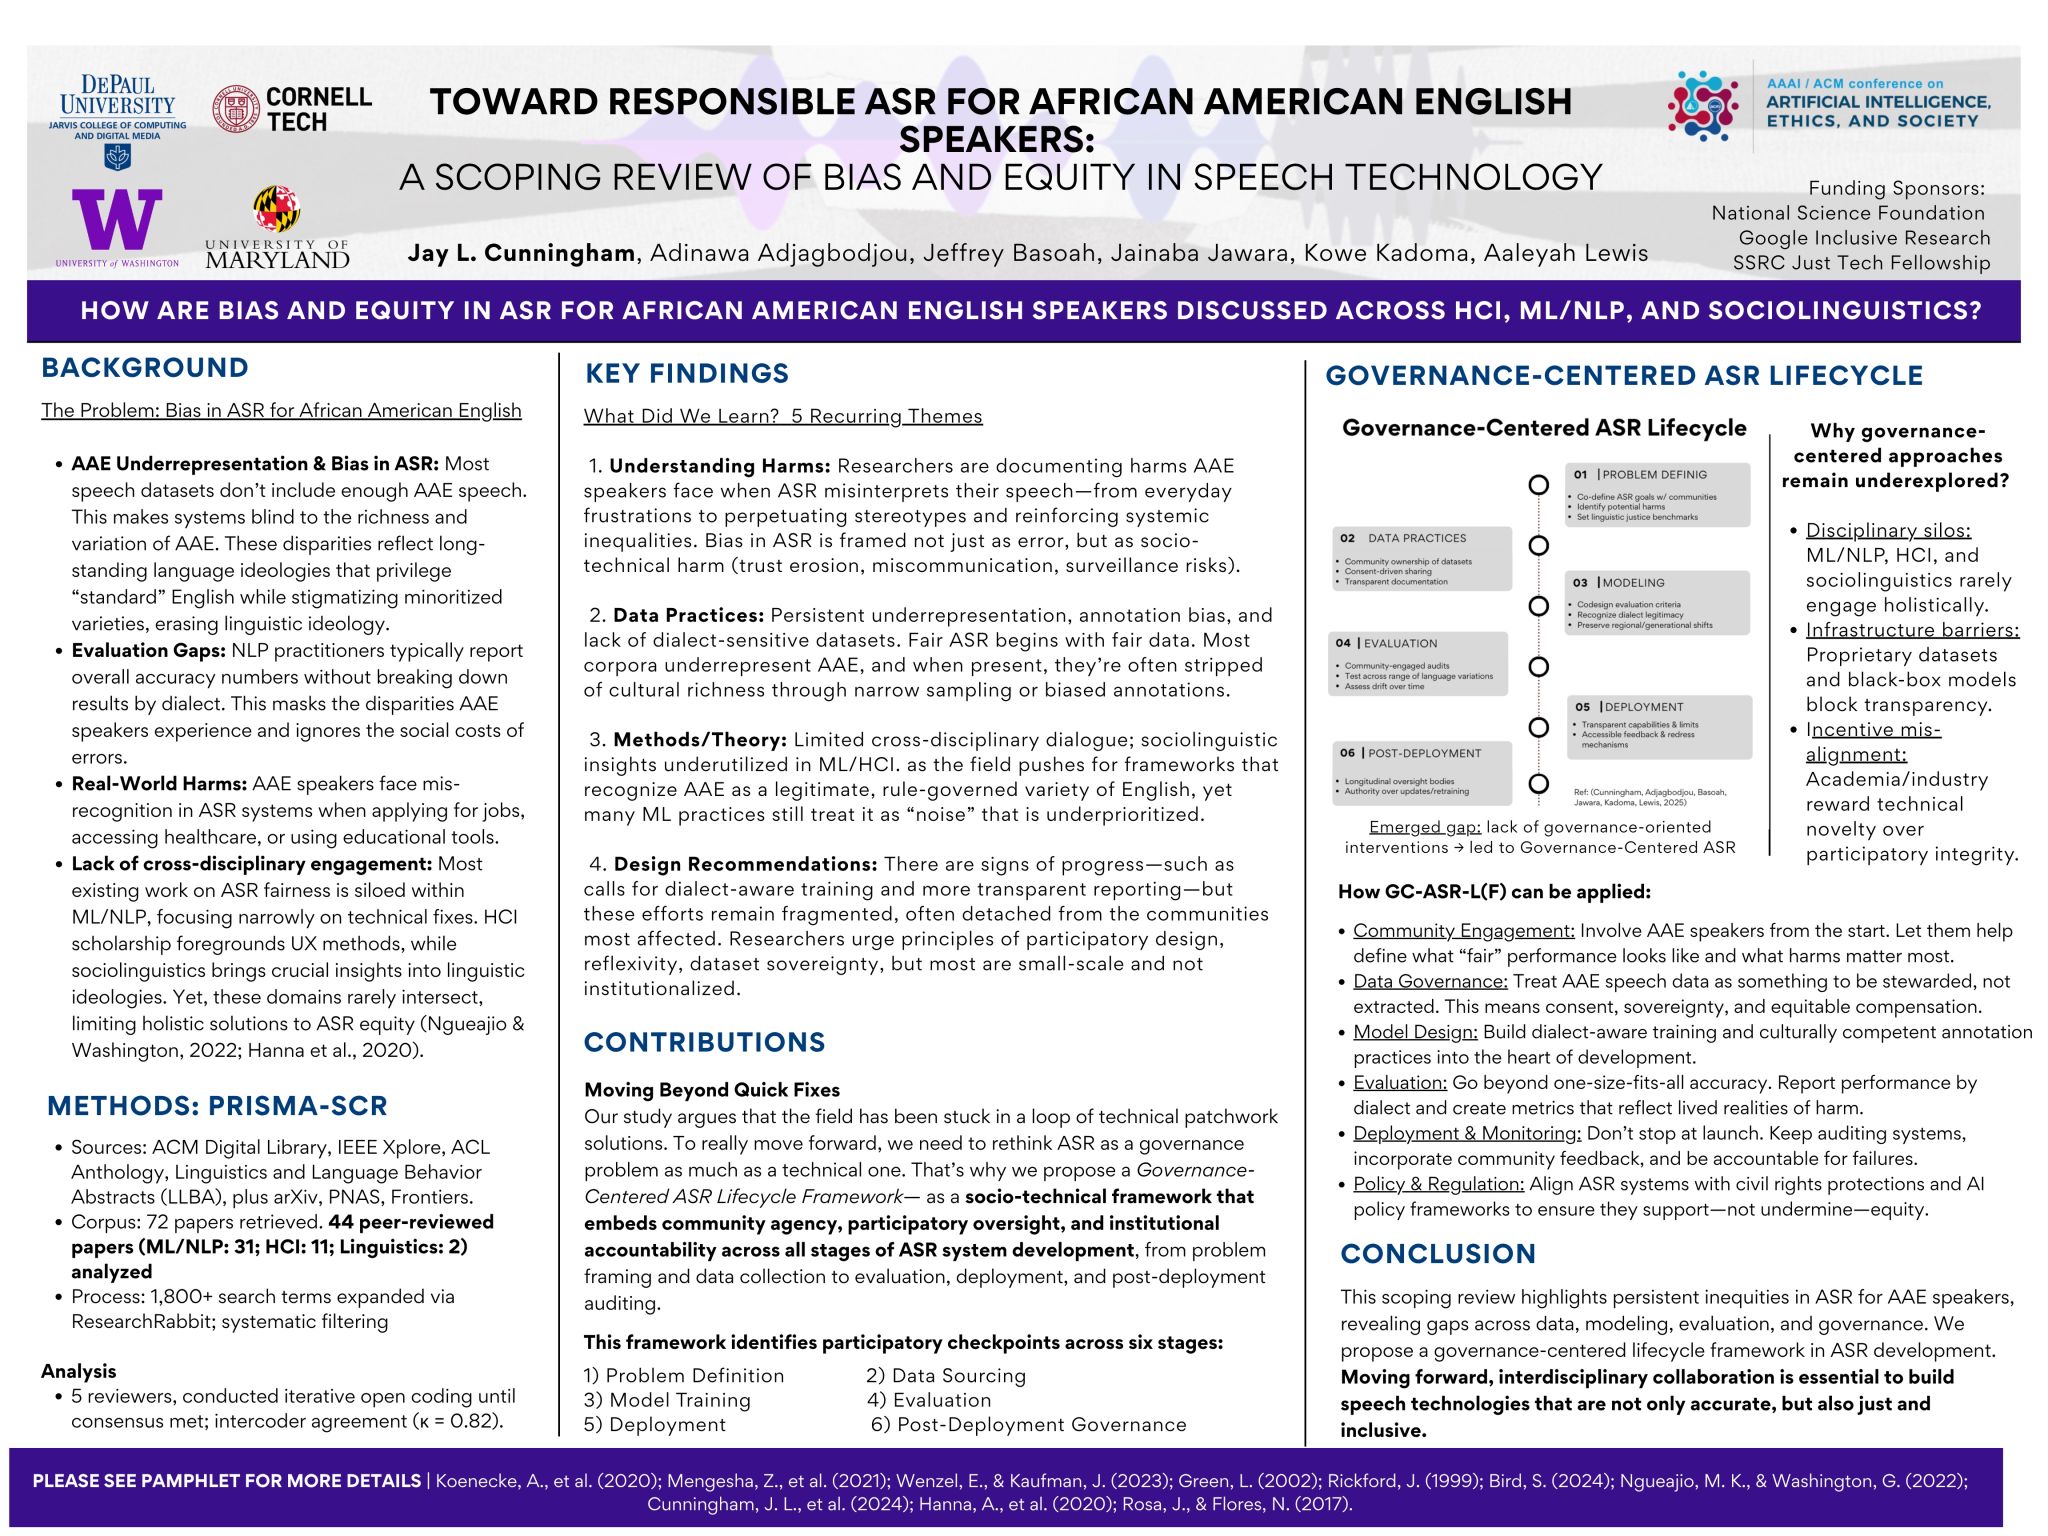 DEPAUL
UNIVERSITY
JARVIS COLLEGE OF COMPUTING
AND DIGITAL MEDIA
CORNELL
TECH
W
UNIVERSITY of WASHINGTON
UNIVERSITY OF
MARYLAND
TOWARD RESPONSIBLE ASR FOR AFRICAN AMERICAN ENGLISH
SPEAKERS:
A SCOPING REVIEW OF BIAS AND EQUITY IN SPEECH TECHNOLOGY
Jay L. Cunningham, Adinawa Adjagbodjou, Jeffrey Basoah, Jainaba Jawara, Kowe Kadoma, Aaleyah Lewis
AAAI / ACM conference on
ARTIFICIAL INTELLIGENCE,
ETHICS, AND SOCIETY
Funding Sponsors:
National Science Foundation
Google Inclusive Research
SSRC Just Tech Fellowship
HOW ARE BIAS AND EQUITY IN ASR FOR AFRICAN AMERICAN ENGLISH SPEAKERS DISCUSSED ACROSS HCI, ML/NLP, AND SOCIOLINGUISTICS?
BACKGROUND
The Problem: Bias in ASR for African American English
• AAE Underrepresentation & Bias in ASR: Most
speech datasets don't include enough AAE speech.
This makes systems blind to the richness and
variation of AAE. These disparities reflect long-
standing language ideologies that privilege
"standard" English while stigmatizing minoritized
varieties, erasing linguistic ideology.
• Evaluation Gaps: NLP practitioners typically report
overall accuracy numbers without breaking down
results by dialect. This masks the disparities AAE
speakers experience and ignores the social costs of
errors.
• Real-World Harms: AAE speakers face mis-
recognition in ASR systems when applying for jobs,
accessing healthcare, or using educational tools.
• Lack of cross-disciplinary engagement: Most
existing work on ASR fairness is siloed within
ML/NLP, focusing narrowly on technical fixes. HCI
scholarship foregrounds UX methods, while
sociolinguistics brings crucial insights into linguistic
ideologies. Yet, these domains rarely intersect,
limiting holistic solutions to ASR equity (Ngueajio &
Washington, 2022; Hanna et al., 2020).
METHODS: PRISMA-SCR
• Sources: ACM Digital Library, IEEE Xplore, ACL
Anthology, Linguistics and Language Behavior
Abstracts (LLBA), plus arXiv, PNAS, Frontiers.
• Corpus: 72 papers retrieved. 44 peer-reviewed
papers (ML/NLP: 31; HCI: 11; Linguistics: 2)
analyzed
• Process: 1,800+ search terms expanded via
ResearchRabbit; systematic filtering
Analysis
• 5 reviewers, conducted iterative open coding until
consensus met; intercoder agreement (κ = 0.82).
KEY FINDINGS
What Did We Learn? 5 Recurring Themes
1. Understanding Harms: Researchers are documenting harms AAE
speakers face when ASR misinterprets their speech—from everyday
frustrations to perpetuating stereotypes and reinforcing systemic
inequalities. Bias in ASR is framed not just as error, but as socio-
technical harm (trust erosion, miscommunication, surveillance risks).
2. Data Practices: Persistent underrepresentation, annotation bias, and
lack of dialect-sensitive datasets. Fair ASR begins with fair data. Most
corpora underrepresent AAE, and when present, they're often stripped
of cultural richness through narrow sampling or biased annotations.
3. Methods/Theory: Limited cross-disciplinary dialogue; sociolinguistic
insights underutilized in ML/HCI. as the field pushes for frameworks that
recognize AAE as a legitimate, rule-governed variety of English, yet
many ML practices still treat it as "noise" that is underprioritized.
4. Design Recommendations: There are signs of progress—such as
calls for dialect-aware training and more transparent reporting—but
these efforts remain fragmented, often detached from the communities
most affected. Researchers urge principles of participatory design,
reflexivity, dataset sovereignty, but most are small-scale and not
institutionalized.
CONTRIBUTIONS
Moving Beyond Quick Fixes
Our study argues that the field has been stuck in a loop of technical patchwork
solutions. To really move forward, we need to rethink ASR as a governance
problem as much as a technical one. That's why we propose a Governance-
Centered ASR Lifecycle Framework— as a socio-technical framework that
embeds community agency, participatory oversight, and institutional
accountability across all stages of ASR system development, from problem
framing and data collection to evaluation, deployment, and post-deployment
auditing.
This framework identifies participatory checkpoints across six stages:
1) Problem Definition 2) Data Sourcing
3) Model Training 4) Evaluation
5) Deployment 6) Post-Deployment Governance
GOVERNANCE-CENTERED ASR LIFECYCLE
Governance-Centered ASR Lifecycle
01 | PROBLEM DEFINIG
• Co-define ASR goals w/ communities
• Identify potential harms
• Set linguistic justice benchmarks
02 DATA PRACTICES
• Community ownership of datasets
• Consent-driven sharing
• Transparent documentation
03 | MODELING
• Codesign evaluation criteria
• Recognize dialect legitimacy
• Preserve regional/generational shifts
04 | EVALUATION
• Community-engaged audits
• Test across range of language variations
• Assess drift over time
05 | DEPLOYMENT
• Transparent capabilities & limits
• Accessible feedback & redress
mechanisms
06 | POST-DEPLOYMENT
• Longitudinal oversight bodies
• Authority over updates/retraining
Ref: (Cunningham, Adjagbodjou, Basoah,
Jawara, Kadoma, Lewis, 2025)
Emerged gap: lack of governance-oriented
interventions → led to Governance-Centered ASR
Why governance-
centered approaches
remain underexplored?
• Disciplinary silos:
ML/NLP, HCI, and
sociolinguistics rarely
engage holistically.
• Infrastructure barriers:
Proprietary datasets
and black-box models
block transparency.
• Incentive mis-
alignment:
Academia/industry
reward technical
novelty over
participatory integrity.
How GC-ASR-L(F) can be applied:
• Community Engagement: Involve AAE speakers from the start. Let them help
define what "fair" performance looks like and what harms matter most.
• Data Governance: Treat AAE speech data as something to be stewarded, not
extracted. This means consent, sovereignty, and equitable compensation.
• Model Design: Build dialect-aware training and culturally competent annotation
practices into the heart of development.
• Evaluation: Go beyond one-size-fits-all accuracy. Report performance by
dialect and create metrics that reflect lived realities of harm.
• Deployment & Monitoring: Don't stop at launch. Keep auditing systems,
incorporate community feedback, and be accountable for failures.
• Policy & Regulation: Align ASR systems with civil rights protections and AI
policy frameworks to ensure they support—not undermine—equity.
CONCLUSION
This scoping review highlights persistent inequities in ASR for AAE speakers,
revealing gaps across data, modeling, evaluation, and governance. We
propose a governance-centered lifecycle framework in ASR development.
Moving forward, interdisciplinary collaboration is essential to build
speech technologies that are not only accurate, but also just and
inclusive.
PLEASE SEE PAMPHLET FOR MORE DETAILS | Koenecke, A., et al. (2020); Mengesha, Z., et al. (2021); Wenzel, E., & Kaufman, J. (2023); Green, L. (2002); Rickford, J. (1999); Bird, S. (2024); Ngueajio, M. K., & Washington, G. (2022);
Cunningham, J. L., et al. (2024); Hanna, A., et al. (2020); Rosa, J., & Flores, N. (2017).